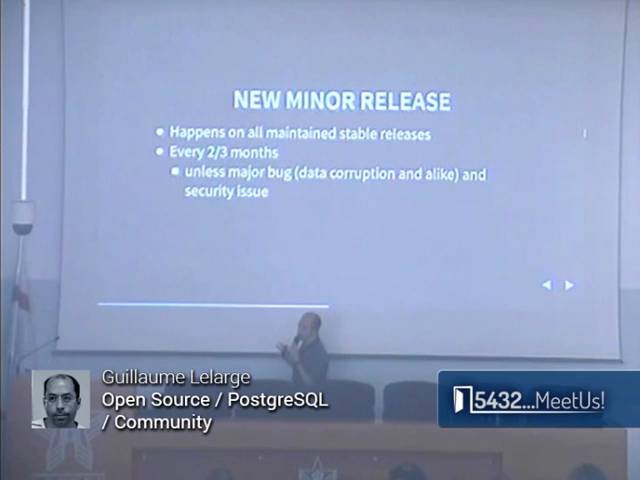 NEW MINOR RELEASE
Happens on all maintained stable releases
Every 2/3 months
unless major bug (data corruption and alike) and
security issue
Guillaume Lelarge
Open Source / PostgreSQL
/ Community
5432...MeetUs!